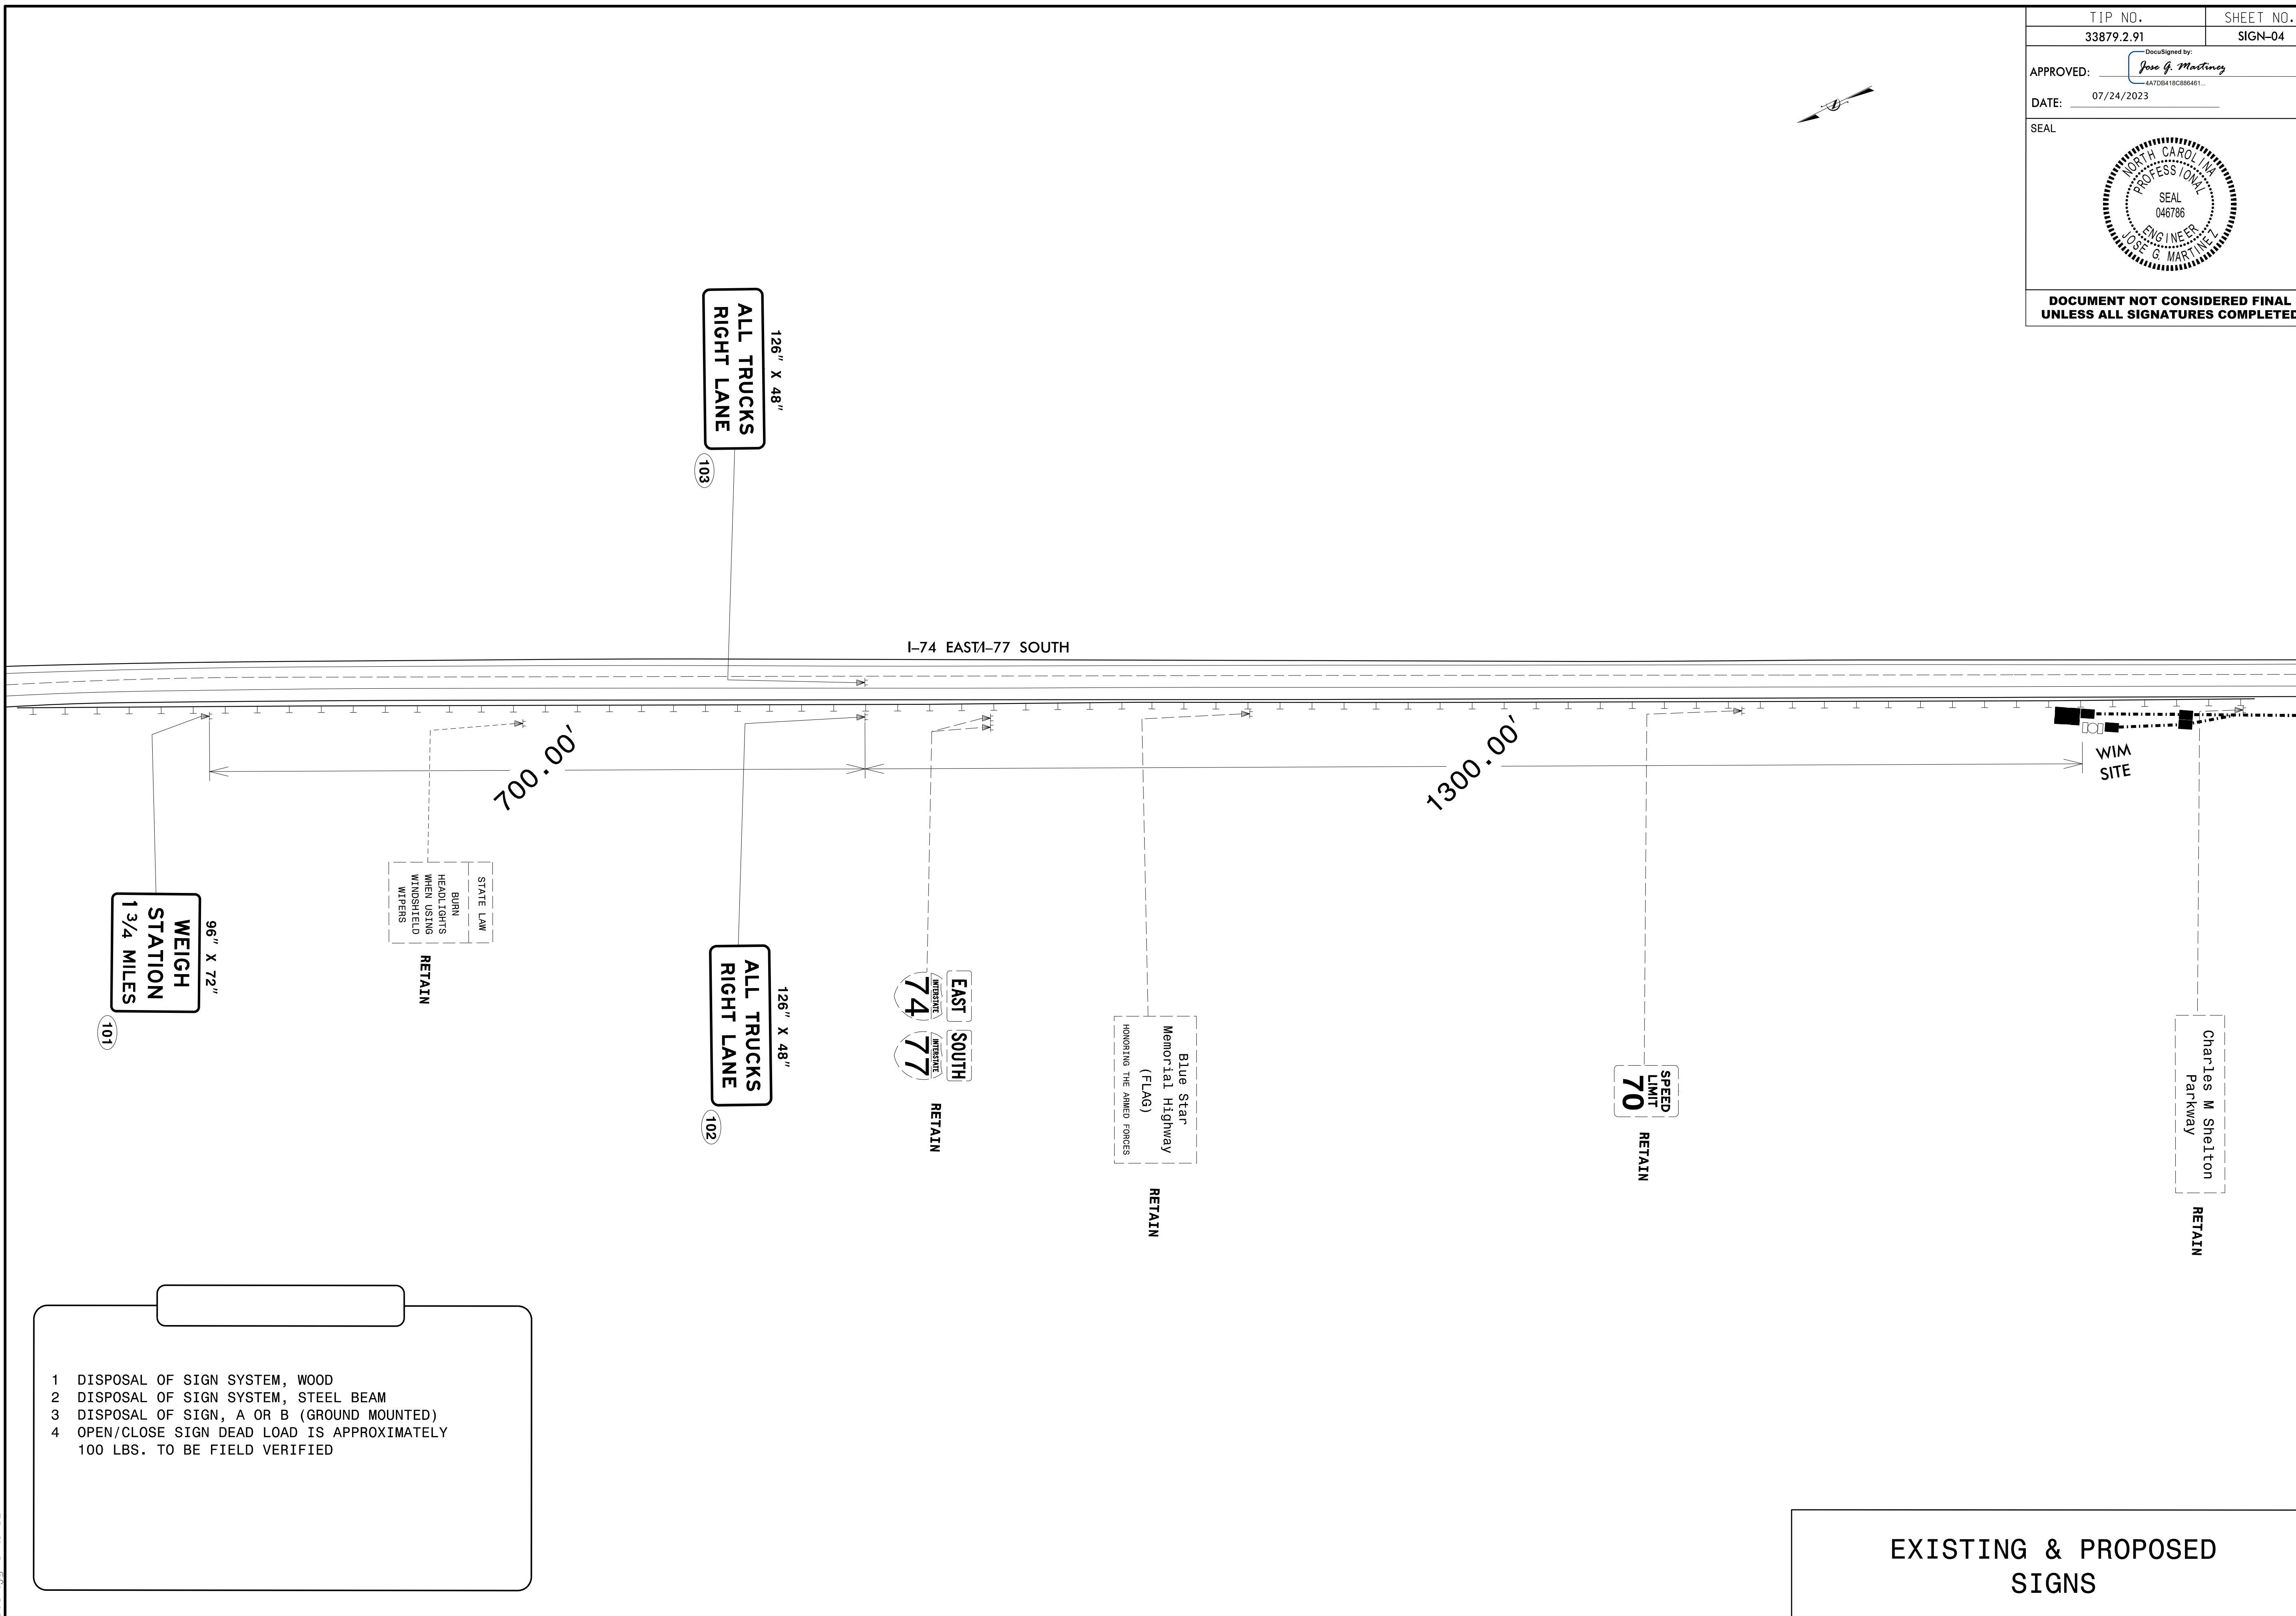 TIP NO. SHEET NO.
33879.2.91 SIGN-04
DocuSigned by:
APPROVED: Jose G. Martinez
4A7DB418C886461...
DATE: 07/24/2023
SEAL
NORTH CAROLINA
PROFESSIONAL
SEAL
046786
ENGINEER
JOSE G. MARTINEZ
DOCUMENT NOT CONSIDERED FINAL
UNLESS ALL SIGNATURES COMPLETED
126" X 48"
ALL TRUCKS
RIGHT LANE
103
I-74 EAST/I-77 SOUTH
700.00'
1300.00'
WIM
SITE
96" X 72"
WEIGH
STATION
1 3/4 MILES
101
STATE LAW
BURN
HEADLIGHTS
WHEN USING
WINDSHIELD
WIPERS
RETAIN
126" X 48"
ALL TRUCKS
RIGHT LANE
102
EAST SOUTH
INTERSTATE INTERSTATE
74 77
RETAIN
Blue Star
Memorial Highway
(FLAG)
HONORING THE ARMED FORCES
RETAIN
SPEED
LIMIT
70
RETAIN
Charles M Shelton
Parkway
RETAIN
1 DISPOSAL OF SIGN SYSTEM, WOOD
2 DISPOSAL OF SIGN SYSTEM, STEEL BEAM
3 DISPOSAL OF SIGN, A OR B (GROUND MOUNTED)
4 OPEN/CLOSE SIGN DEAD LOAD IS APPROXIMATELY
100 LBS. TO BE FIELD VERIFIED
EXISTING & PROPOSED
SIGNS